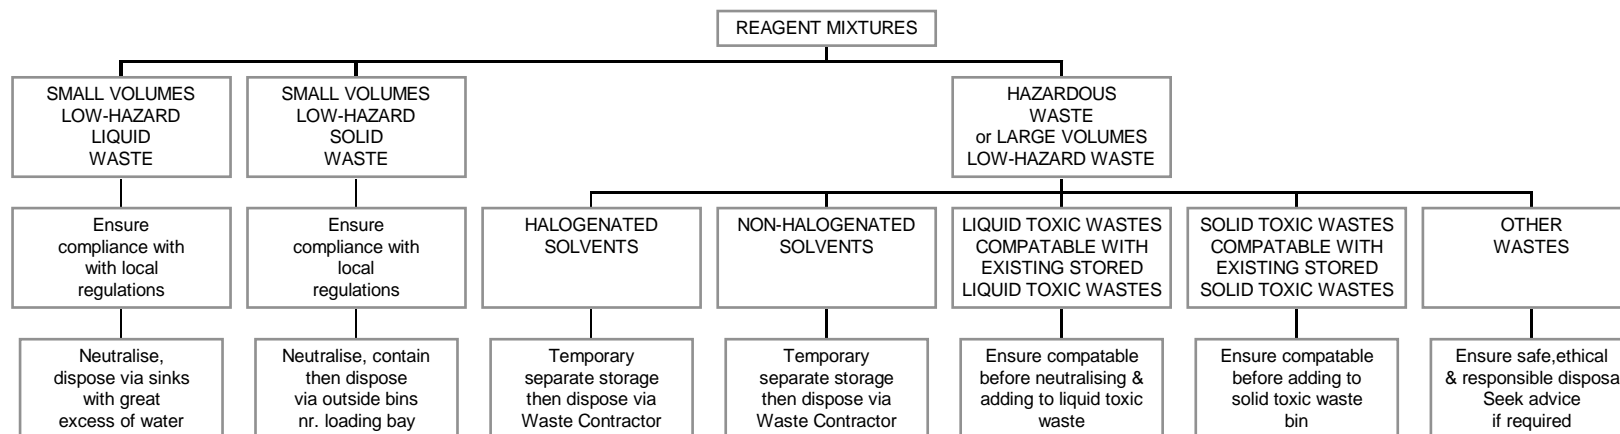 REAGENT MIXTURES
SMALL VOLUMES
LOW-HAZARD
LIQUID
WASTE
SMALL VOLUMES
LOW-HAZARD
SOLID
WASTE
HAZARDOUS
WASTE
or LARGE VOLUMES
LOW-HAZARD WASTE
Ensure
compliance with
with local
regulations
Ensure
compliance with
local
regulations
HALOGENATED
SOLVENTS
NON-HALOGENATED
SOLVENTS
LIQUID TOXIC WASTES
COMPATABLE WITH
EXISTING STORED
LIQUID TOXIC WASTES
SOLID TOXIC WASTES
COMPATABLE WITH
EXISTING STORED
SOLID TOXIC WASTES
OTHER
WASTES
Neutralise,
dispose via sinks
with great
excess of water
Neutralise, contain
then dispose
via outside bins
nr. loading bay
Temporary
separate storage
then dispose via
Waste Contractor
Temporary
separate storage
then dispose via
Waste Contractor
Ensure compatable
before neutralising &
adding to liquid toxic
waste
Ensure compatable
before adding to
solid toxic waste
bin
Ensure safe,ethical
& responsible disposa
Seek advice
if required